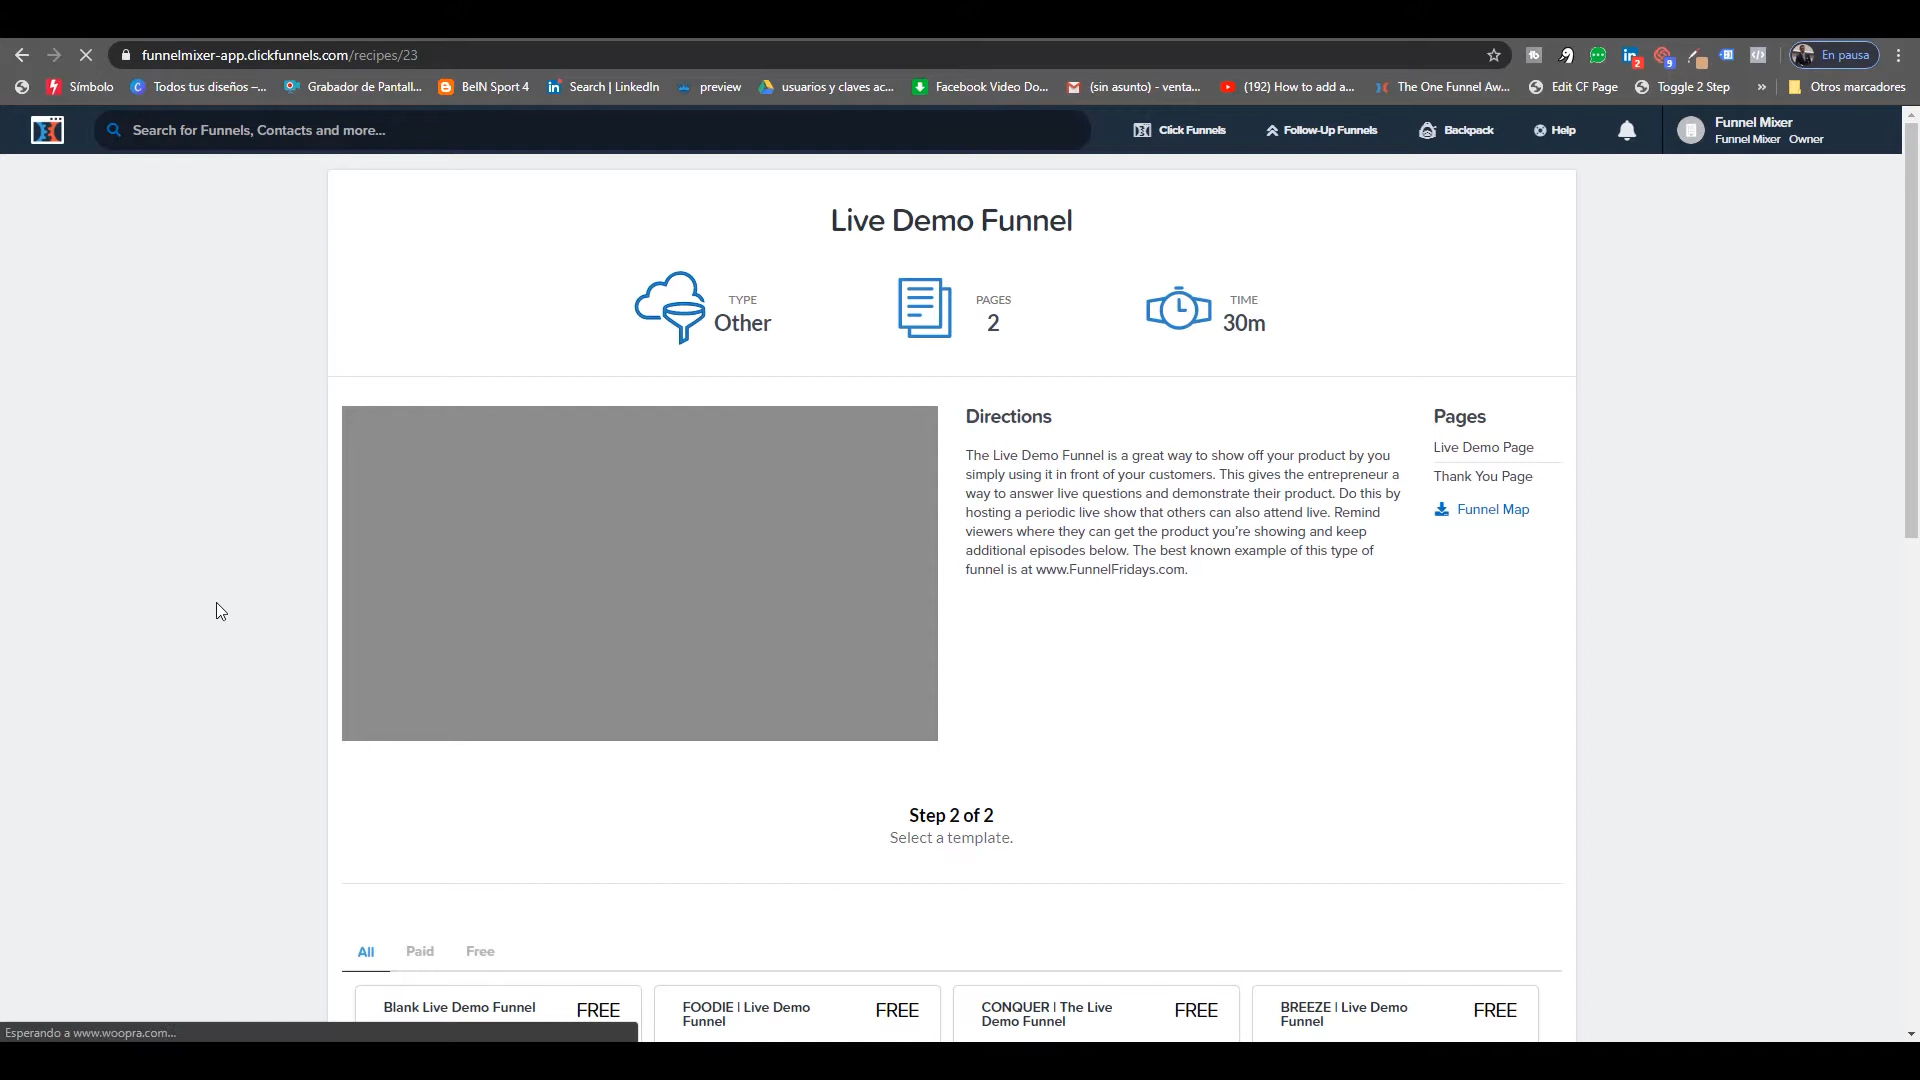 funnelmixer-app.clickfunnels.com/recipes/23
2
9
En pausa
Símbolo
Todos tus diseños –...
Grabador de Pantall...
BeIN Sport 4
Search | LinkedIn
preview
usuarios y claves ac...
Facebook Video Do...
(sin asunto) - venta...
(192) How to add a...
The One Funnel Aw...
Edit CF Page
Toggle 2 Step
»
Otros marcadores
Search for Funnels, Contacts and more...
Click Funnels
Follow-Up Funnels
Backpack
Help
Funnel Mixer
Funnel Mixer Owner
Live Demo Funnel
TYPE
Other
PAGES
2
TIME
30m
Directions
The Live Demo Funnel is a great way to show off your product by you
simply using it in front of your customers. This gives the entrepreneur a
way to answer live questions and demonstrate their product. Do this by
hosting a periodic live show that others can also attend live. Remind
viewers where they can get the product you're showing and keep
additional episodes below. The best known example of this type of
funnel is at www.FunnelFridays.com.
Pages
Live Demo Page
Thank You Page
Funnel Map
Step 2 of 2
Select a template.
All
Paid
Free
Blank Live Demo Funnel
FREE
FOODIE | Live Demo
Funnel
FREE
CONQUER | The Live
Demo Funnel
FREE
BREEZE | Live Demo
Funnel
FREE
Esperando a www.woopra.com...